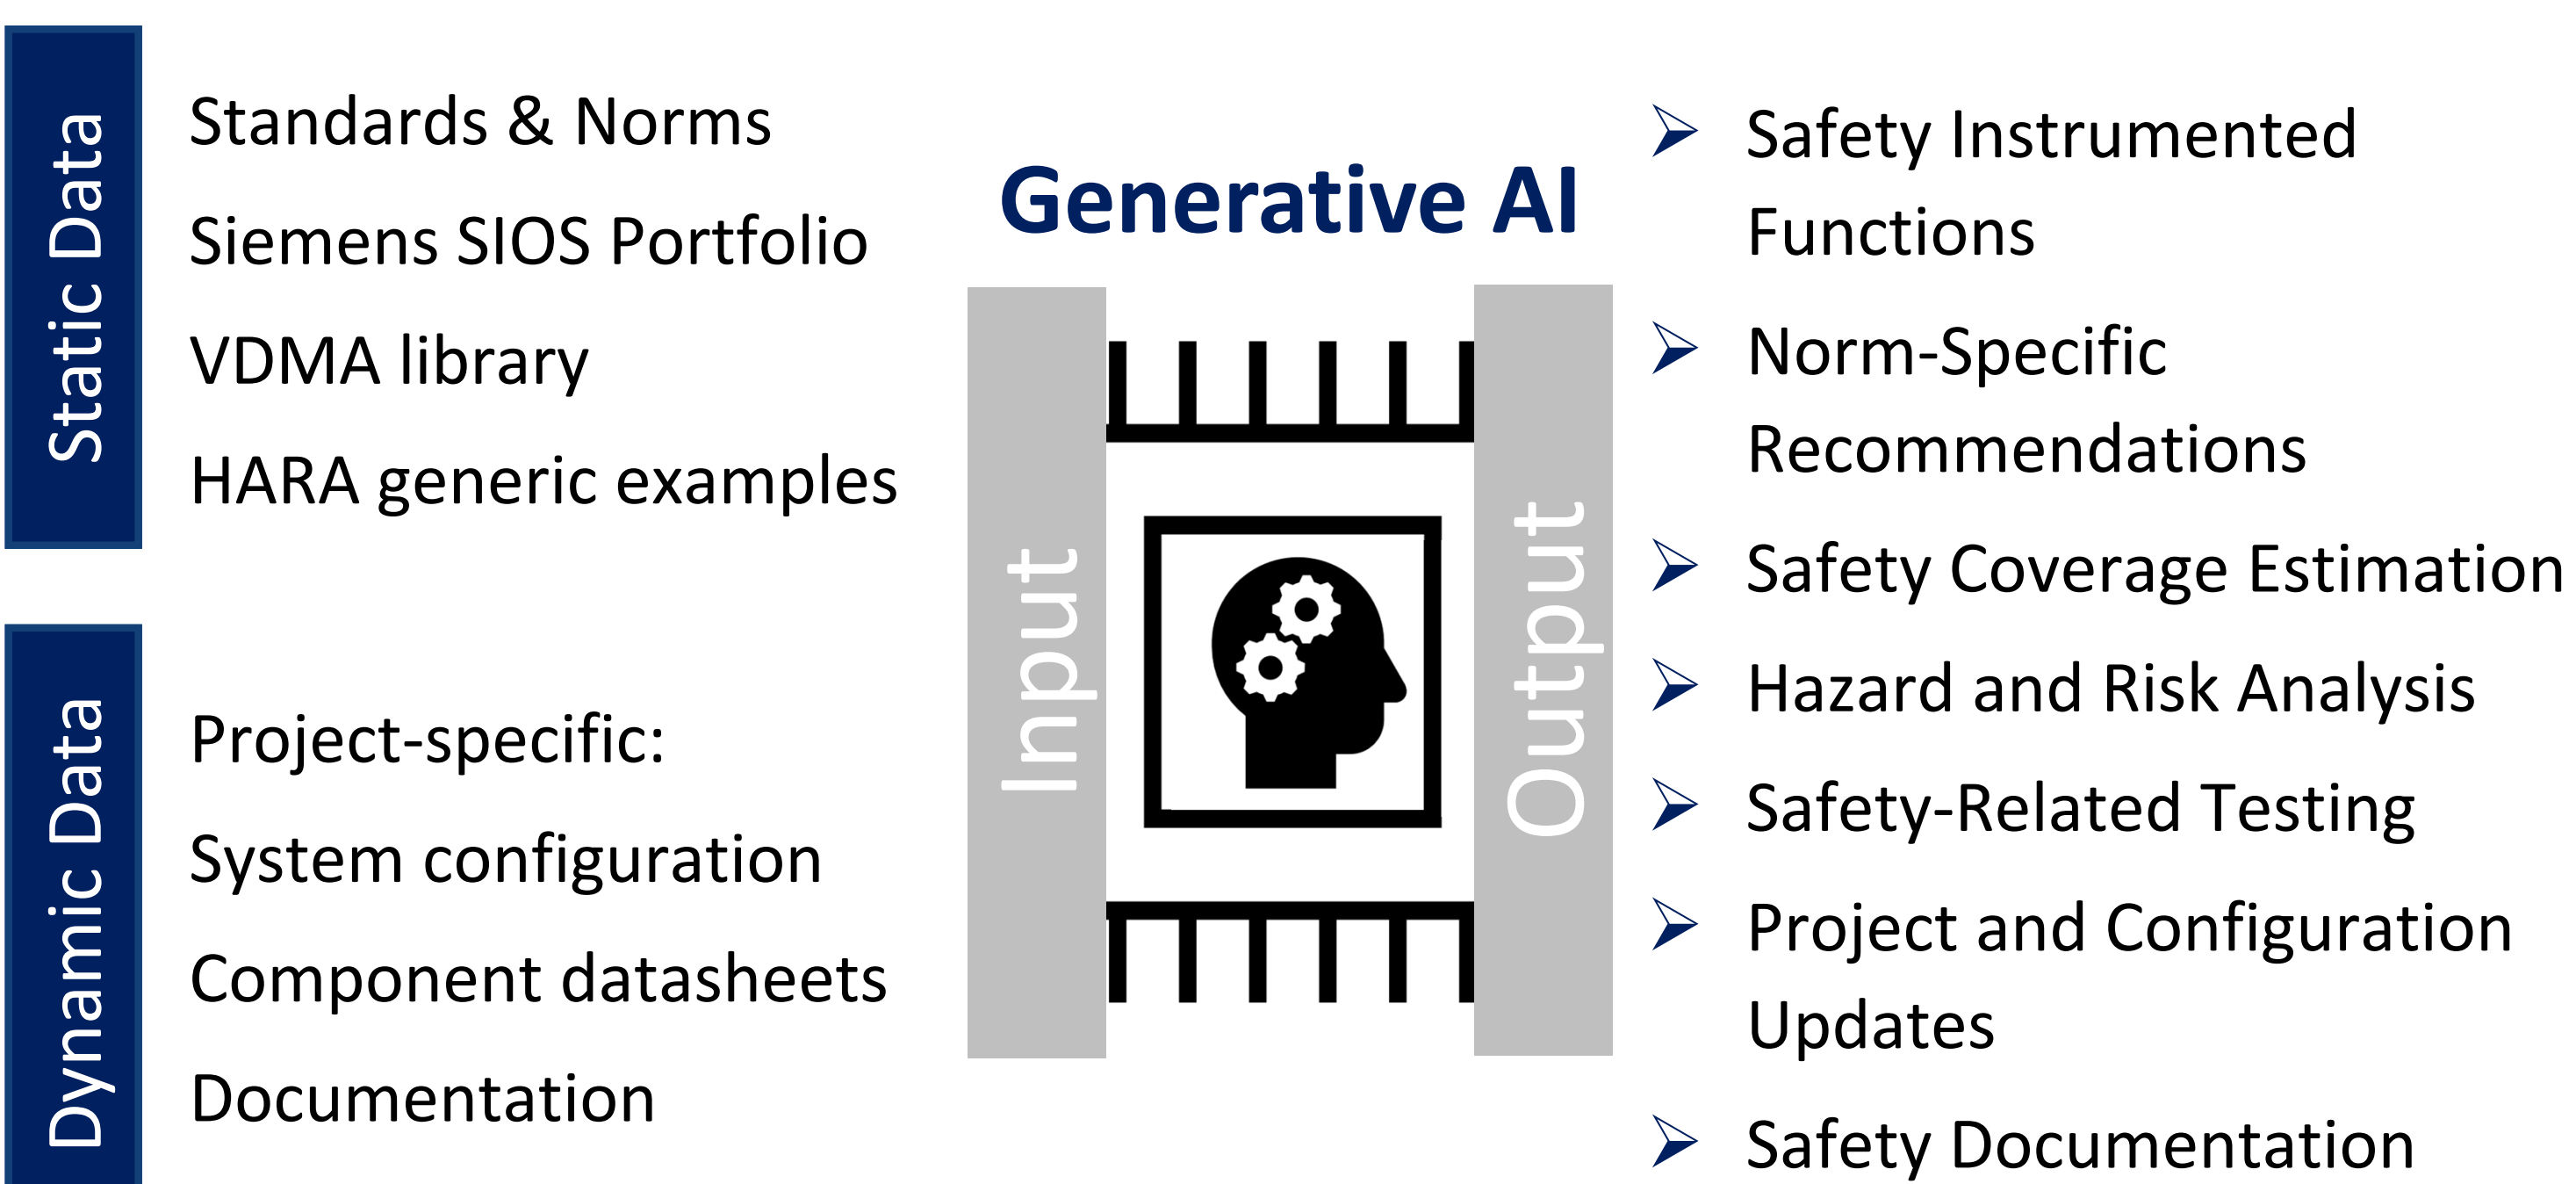 Static Data
Standards & Norms
Siemens SIOS Portfolio
VDMA library
HARA generic examples
Dynamic Data
Project-specific:
System configuration
Component datasheets
Documentation
Generative AI
Input
Output
Safety Instrumented
Functions
Norm-Specific
Recommendations
Safety Coverage Estimation
Hazard and Risk Analysis
Safety-Related Testing
Project and Configuration
Updates
Safety Documentation